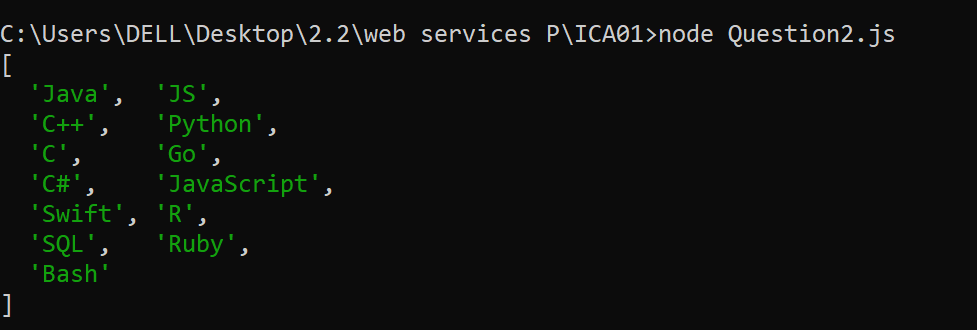 C:\Users\DELL\Desktop\2.2\web services P\ICA01>node Question2.js
[
  'Java',  'JS',
  'C++',   'Python',
  'C',     'Go',
  'C#',    'JavaScript',
  'Swift', 'R',
  'SQL',   'Ruby',
  'Bash'
]